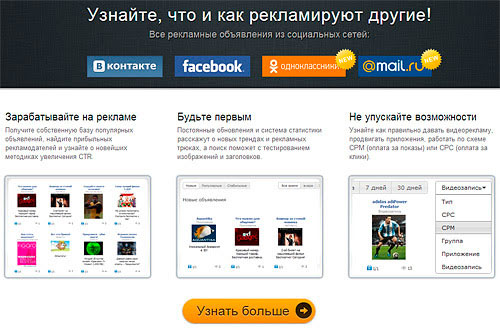 Узнайте, что и как рекламируют другие!
Все рекламные объявления из социальных сетей:
вконтакте
facebook.
одноклассники
NEW
@mail.ru
NEW
Зарабатывайте на рекламе
Получите собственную базу популярных
объявлений, найдите прибыльных
рекламодателей и узнайте о новейших
методиках увеличения CTR.
Будьте первым
Постоянные обновления и система статистики
расскажут о новых трендах и рекламных
трюках, а поиск поможет с тестированием
изображений и заголовков.
Не упускайте возможности
Узнайте как правильно давать видеорекламу,
продвигать приложения, работать по схеме
CPM (оплата за показы) или CPC (оплата за
клики).
Новые
Популярные
Стабильные
Новые объявления
7 дней
30 дней
Видеозапись
adidas adiPower
Predator
Тип
CPC
CPM
Группа
Приложение
Видеозапись
Узнать больше